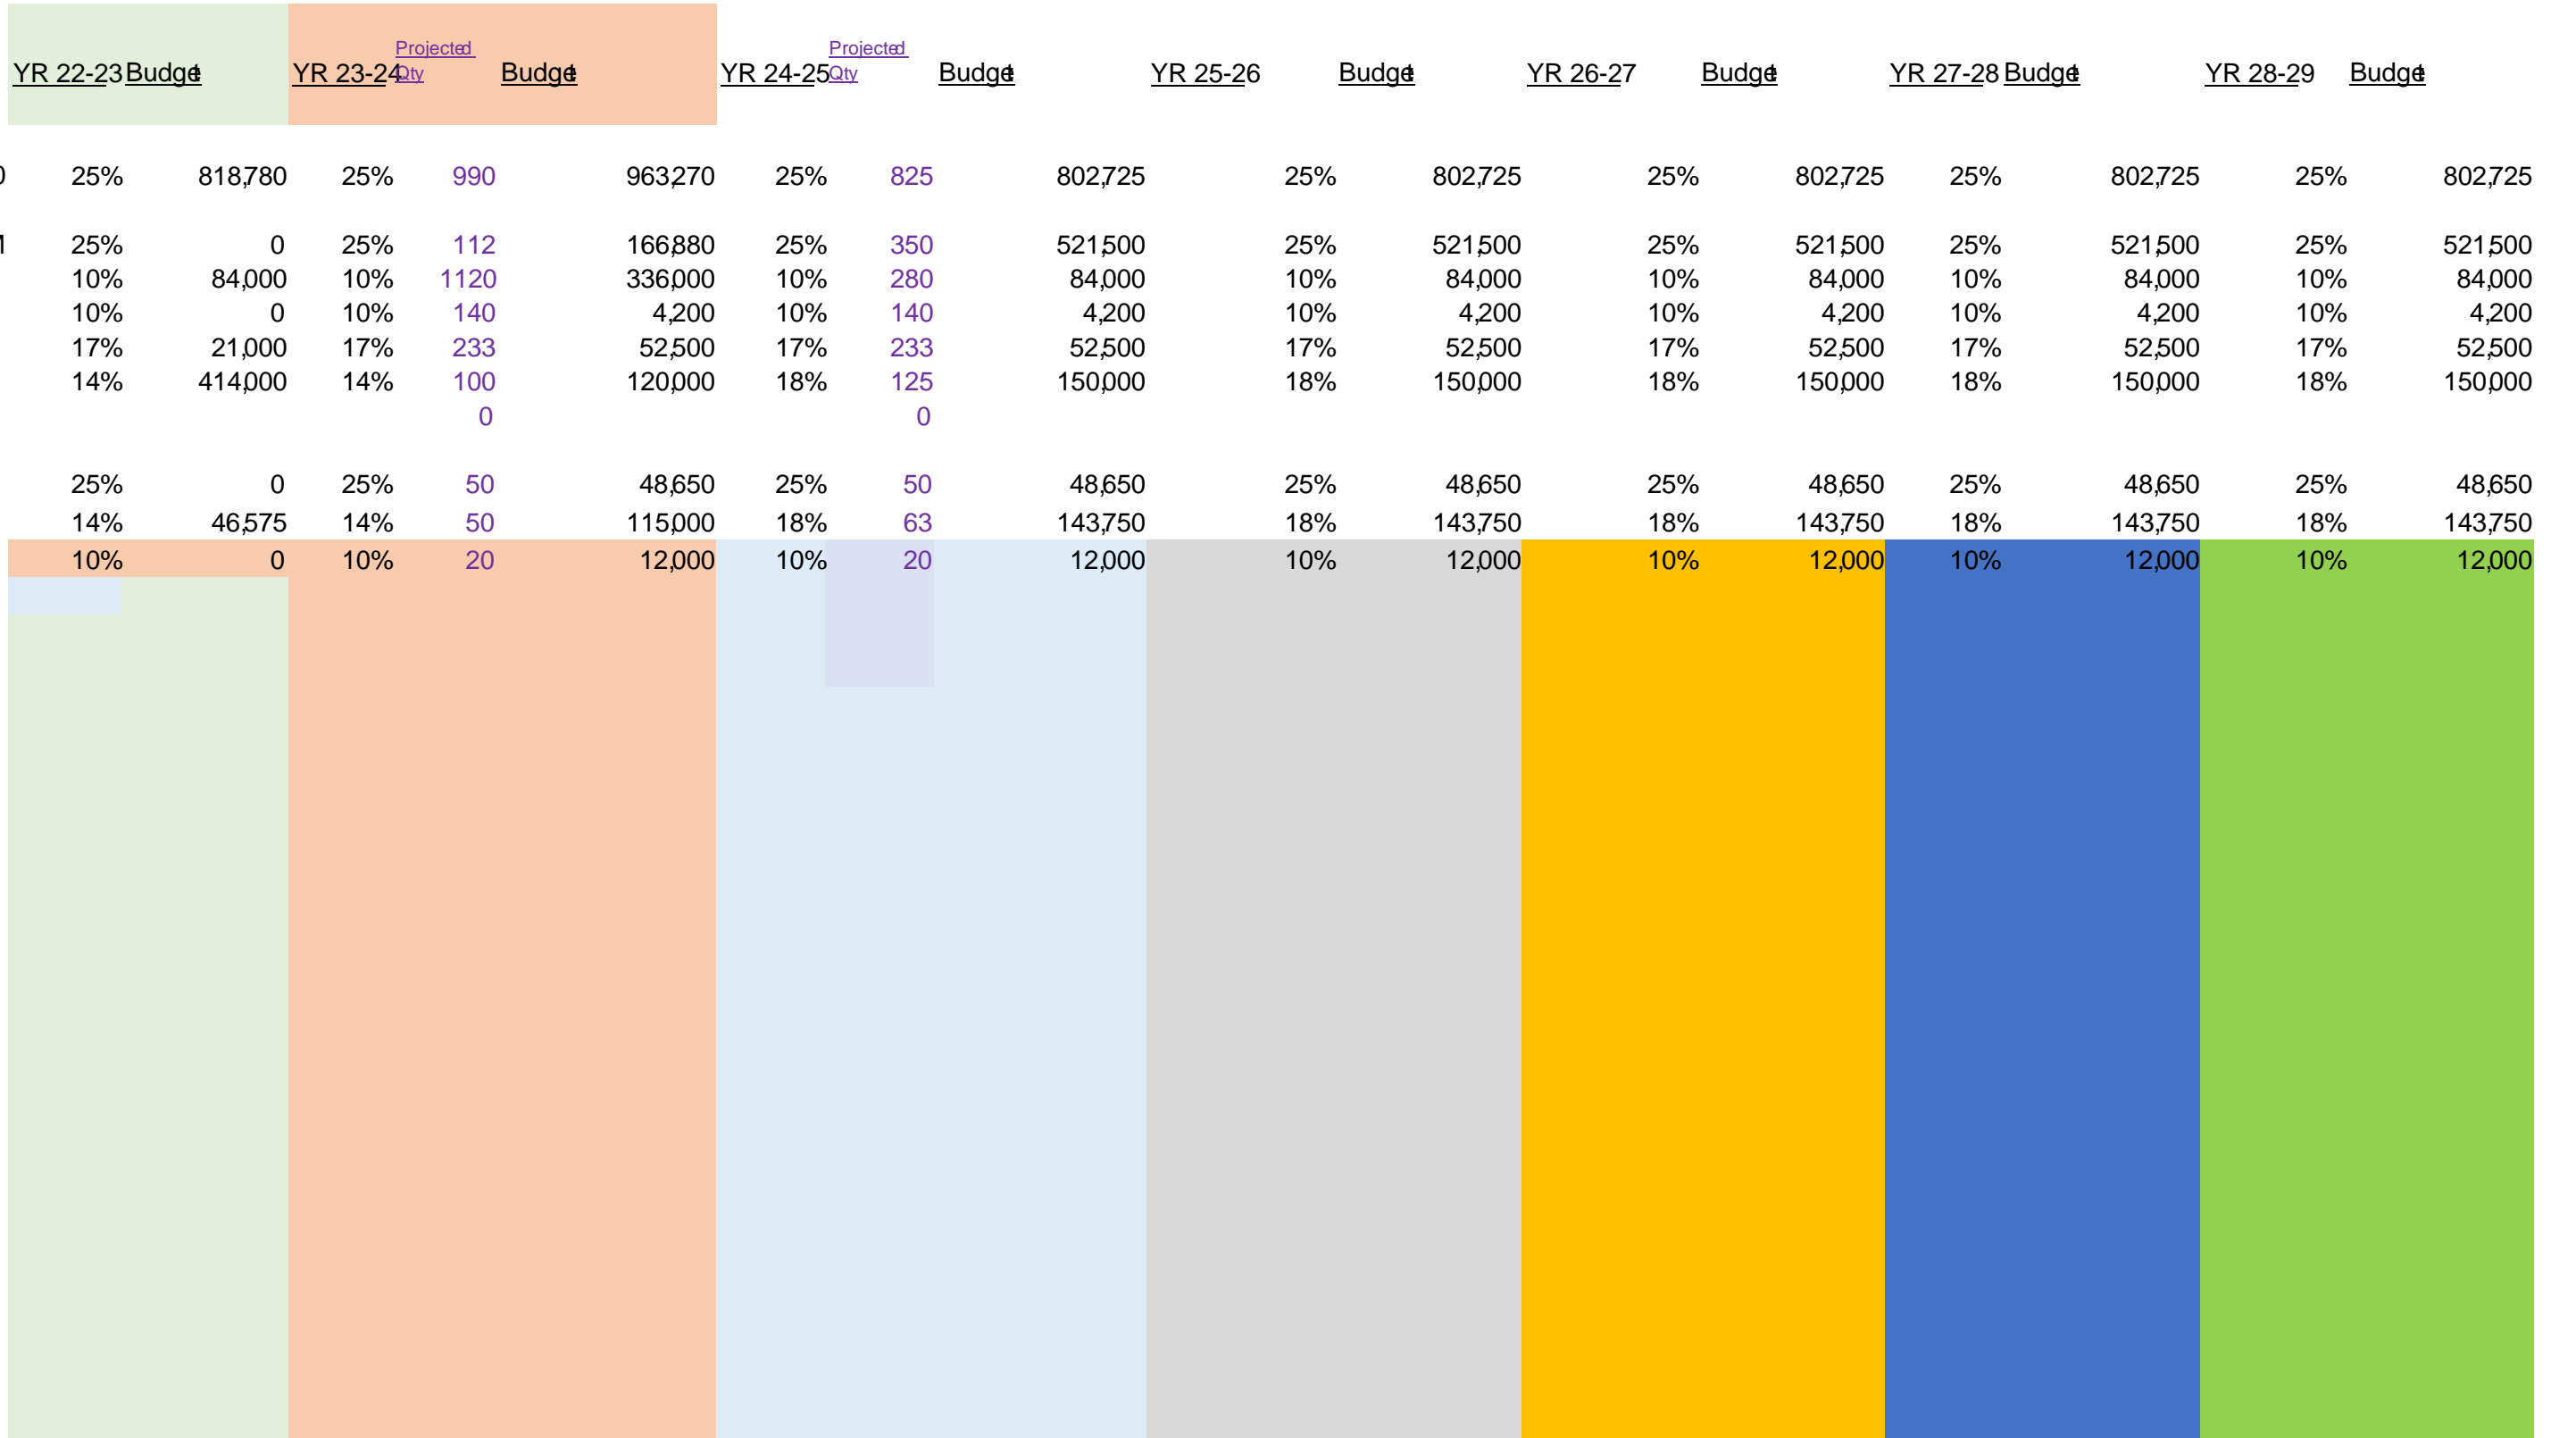 Projected Projected
YR 22-23 Budget YR 23-24 Qty Budget YR 24-25 Qty Budget YR 25-26 Budget YR 26-27 Budget YR 27-28 Budget YR 28-29 Budget
25% 818,780 25% 990 963,270 25% 825 802,725 25% 802,725 25% 802,725 25% 802,725 25% 802,725
25% 0 25% 112 166,880 25% 350 521,500 25% 521,500 25% 521,500 25% 521,500 25% 521,500
10% 84,000 10% 1120 336,000 10% 280 84,000 10% 84,000 10% 84,000 10% 84,000 10% 84,000
10% 0 10% 140 4,200 10% 140 4,200 10% 4,200 10% 4,200 10% 4,200 10% 4,200
17% 21,000 17% 233 52,500 17% 233 52,500 17% 52,500 17% 52,500 17% 52,500 17% 52,500
14% 414,000 14% 100 120,000 18% 125 150,000 18% 150,000 18% 150,000 18% 150,000 18% 150,000
0 0
25% 0 25% 50 48,650 25% 50 48,650 25% 48,650 25% 48,650 25% 48,650 25% 48,650
14% 46,575 14% 50 115,000 18% 63 143,750 18% 143,750 18% 143,750 18% 143,750 18% 143,750
10% 0 10% 20 12,000 10% 20 12,000 10% 12,000 10% 12,000 10% 12,000 10% 12,000